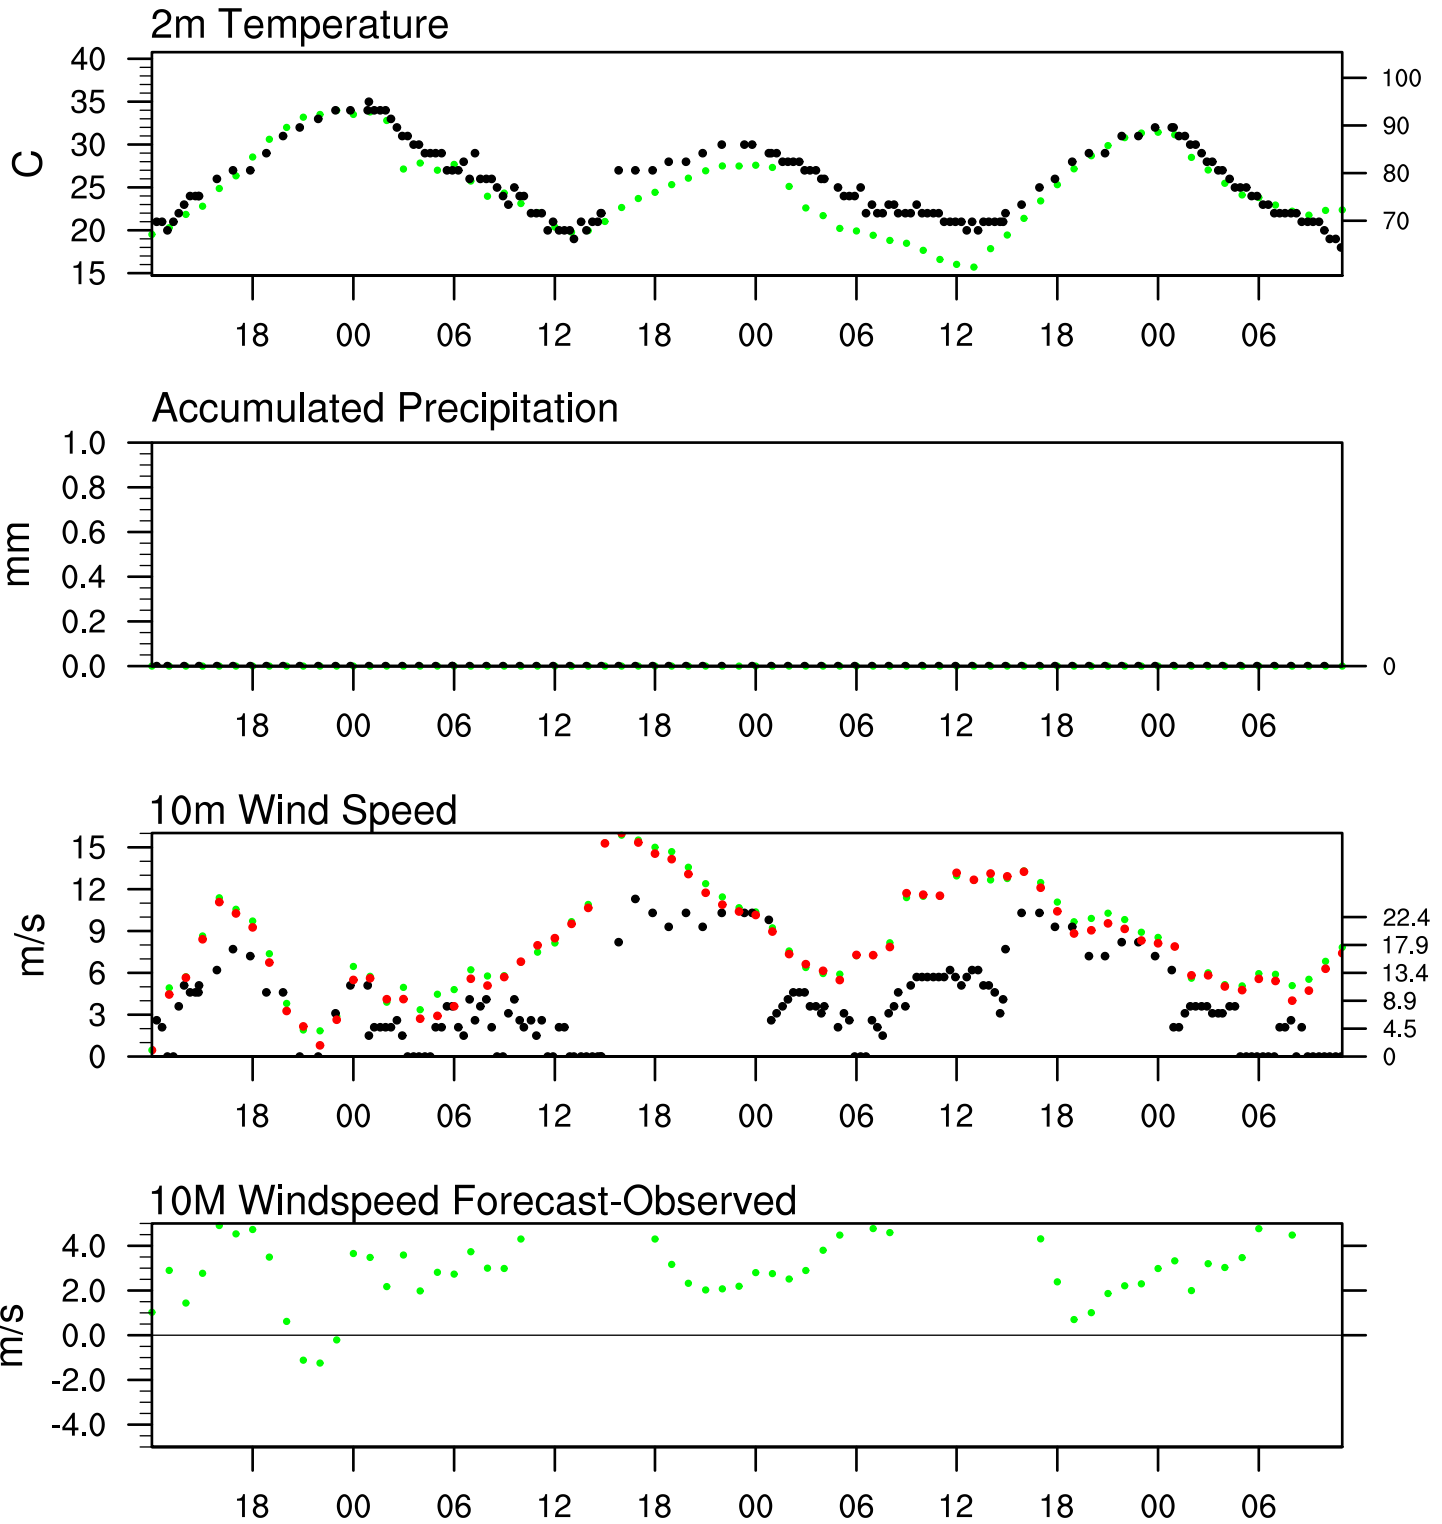 2m Temperature
40
35
30
25
20
15
C
100
90
80
70
18 00 06 12 18 00 06 12 18 00 06
Accumulated Precipitation
1.0
0.8
0.6
0.4
0.2
0.0
mm
0
18 00 06 12 18 00 06 12 18 00 06
10m Wind Speed
15
12
9
6
3
0
m/s
22.4
17.9
13.4
8.9
4.5
0
18 00 06 12 18 00 06 12 18 00 06
10M Windspeed Forecast-Observed
4.0
2.0
0.0
-2.0
-4.0
m/s
18 00 06 12 18 00 06 12 18 00 06